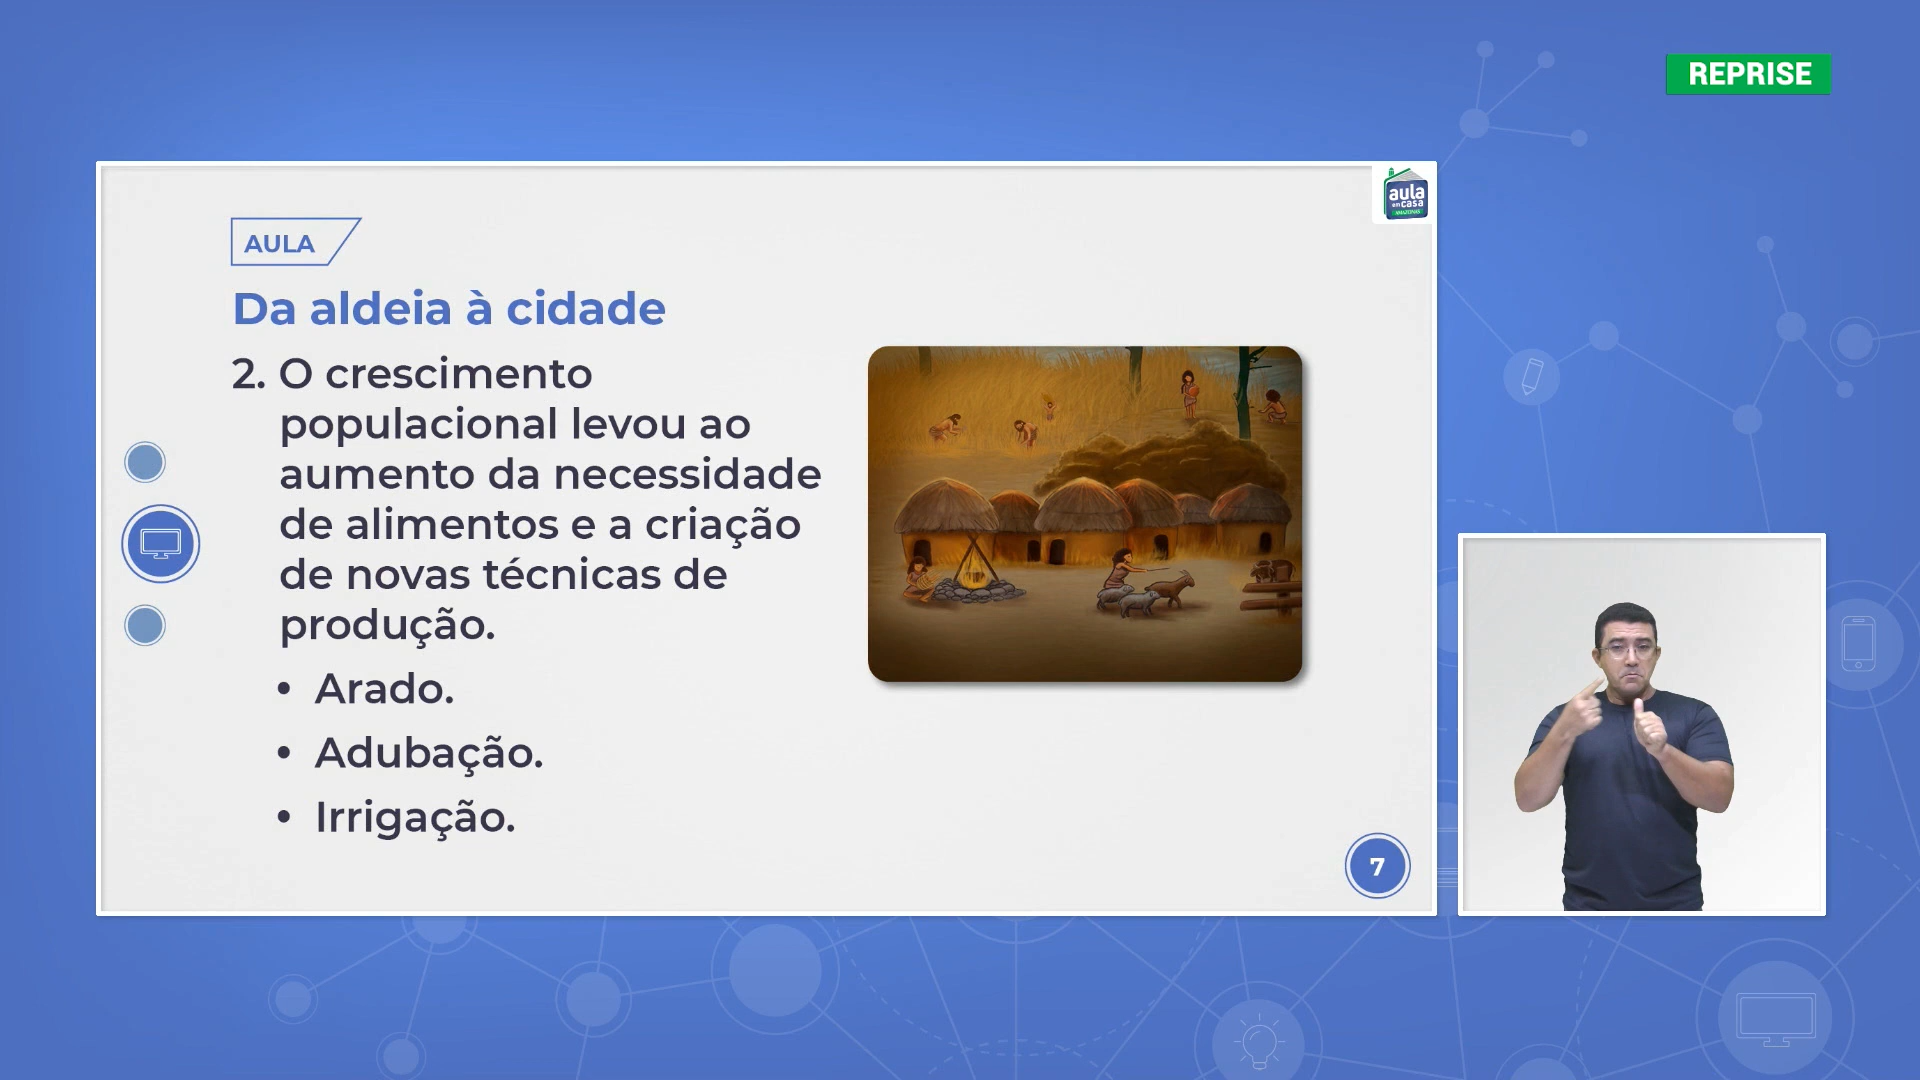 REPRISE
aula
em casa
AMAZONAS
AULA
Da aldeia à cidade
2. O crescimento
populacional levou ao
aumento da necessidade
de alimentos e a criação
de novas técnicas de
produção.
• Arado.
• Adubação.
• Irrigação.
7